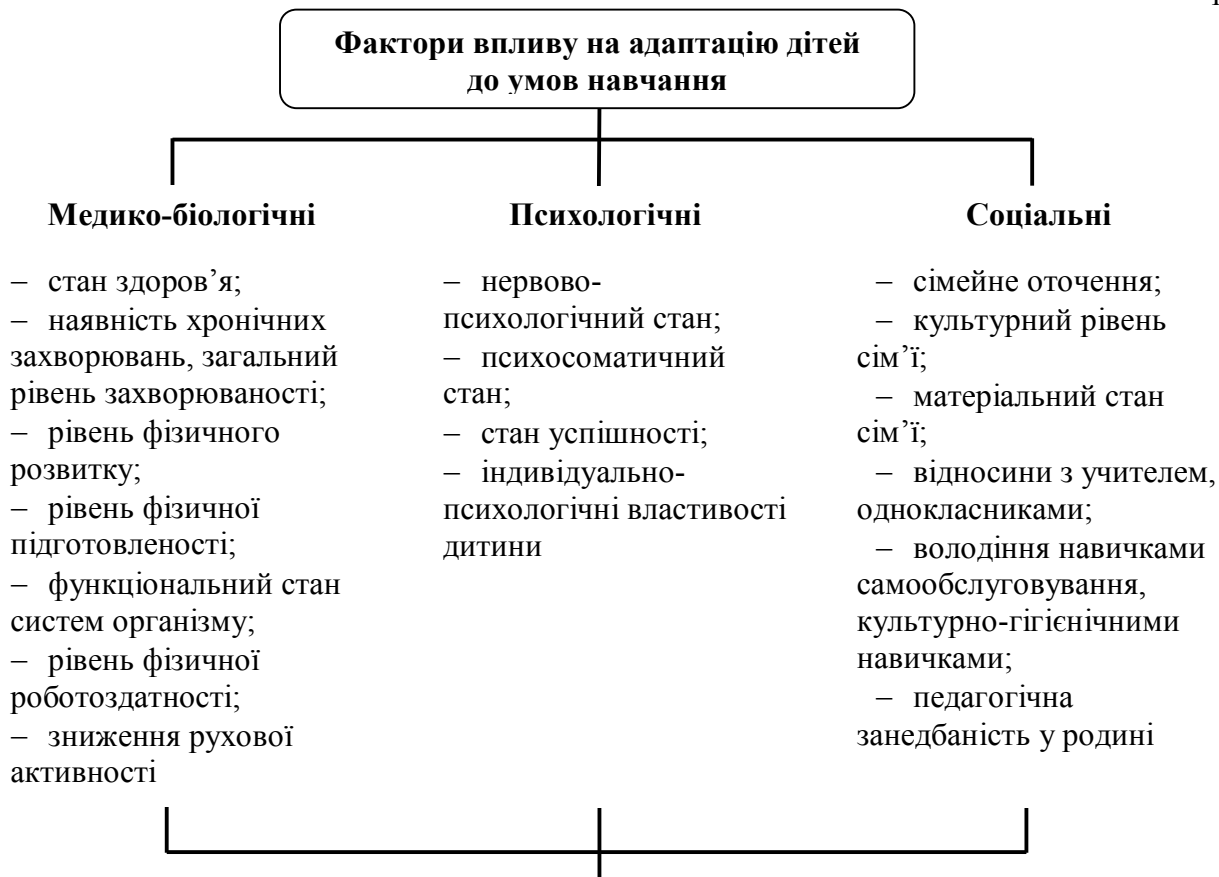 Фактори впливу на адаптацію дітей
до умов навчання
Медико-біологічні
– стан здоров’я;
– наявність хронічних
захворювань, загальний
рівень захворюваності;
– рівень фізичного
розвитку;
– рівень фізичної
підготовленості;
– функціональний стан
систем організму;
– рівень фізичної
роботоздатності;
– зниження рухової
активності
Психологічні
– нервово-
психологічний стан;
– психосоматичний
стан;
– стан успішності;
– індивідуально-
психологічні властивості
дитини
Соціальні
– сімейне оточення;
– культурний рівень
сім’ї;
– матеріальний стан
сім’ї;
– відносини з учителем,
однокласниками;
– володіння навичками
самообслуговування,
культурно-гігієнічними
навичками;
– педагогічна
занедбаність у родині